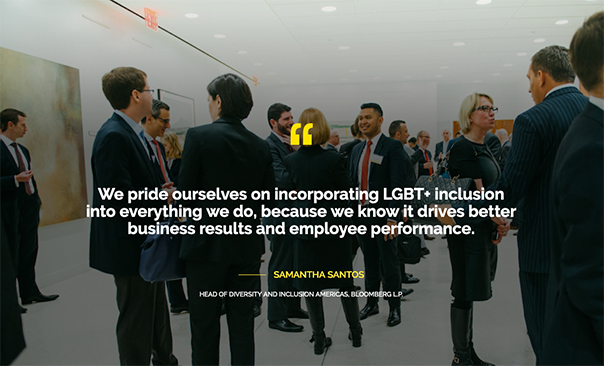 “
We pride ourselves on incorporating LGBT+ inclusion
into everything we do, because we know it drives better
business results and employee performance.
SAMANTHA SANTOS
HEAD OF DIVERSITY AND INCLUSION AMERICAS, BLOOMBERG L.P.